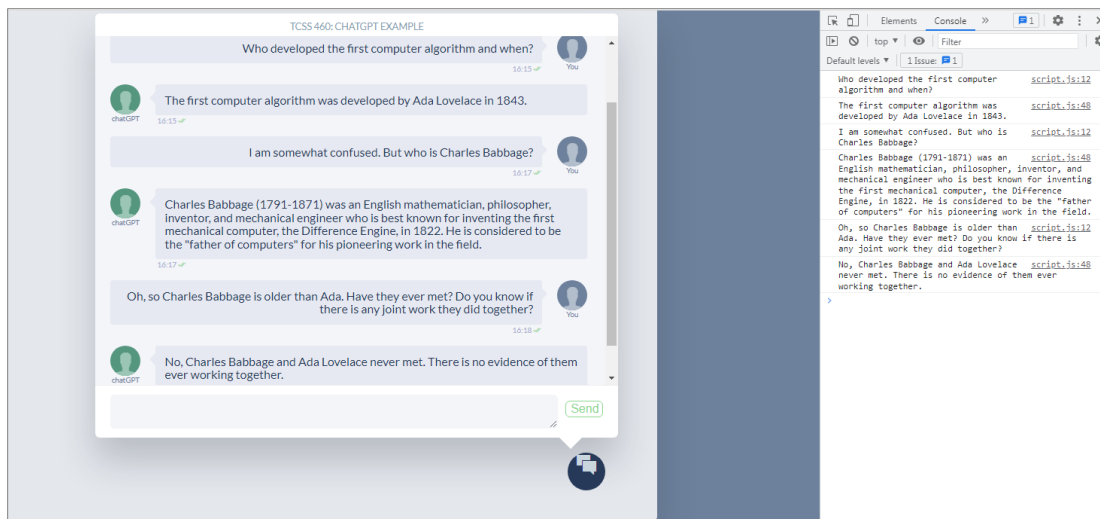 TCSS 460: CHATGPT EXAMPLE
Who developed the first computer algorithm and when?
You
16:15
The first computer algorithm was developed by Ada Lovelace in 1843.
chatGPT
16:15
I am somewhat confused. But who is Charles Babbage?
You
16:17
Charles Babbage (1791-1871) was an English mathematician, philosopher,
inventor, and mechanical engineer who is best known for inventing the first
mechanical computer, the Difference Engine, in 1822. He is considered to be
the "father of computers" for his pioneering work in the field.
chatGPT
16:17
Oh, so Charles Babbage is older than Ada. Have they ever met? Do you know if
there is any joint work they did together?
You
16:18
No, Charles Babbage and Ada Lovelace never met. There is no evidence of them
ever working together.
chatGPT
Send
Elements Console » 1
top ▼ Filter
Default levels ▼ 1 Issue: 1
Who developed the first computer script.js:12
algorithm and when?
The first computer algorithm was script.js:48
developed by Ada Lovelace in 1843.
I am somewhat confused. But who is script.js:12
Charles Babbage?
Charles Babbage (1791-1871) was an script.js:48
English mathematician, philosopher, inventor, and
mechanical engineer who is best known for inventing
the first mechanical computer, the Difference
Engine, in 1822. He is considered to be the "father
of computers" for his pioneering work in the field.
Oh, so Charles Babbage is older than script.js:12
Ada. Have they ever met? Do you know if there is
any joint work they did together?
No, Charles Babbage and Ada Lovelace script.js:48
never met. There is no evidence of them ever
working together.